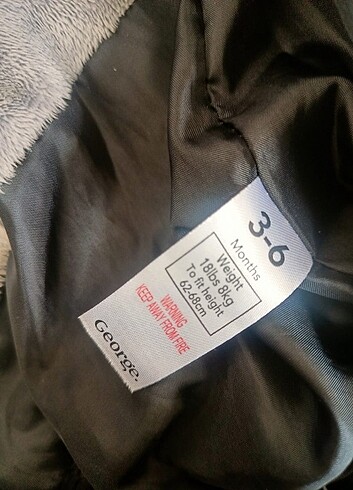 3-6
Months
Weight
18lbs 8kg
To fit height
62-68cm
WARNING
KEEP AWAY FROM FIRE
George.